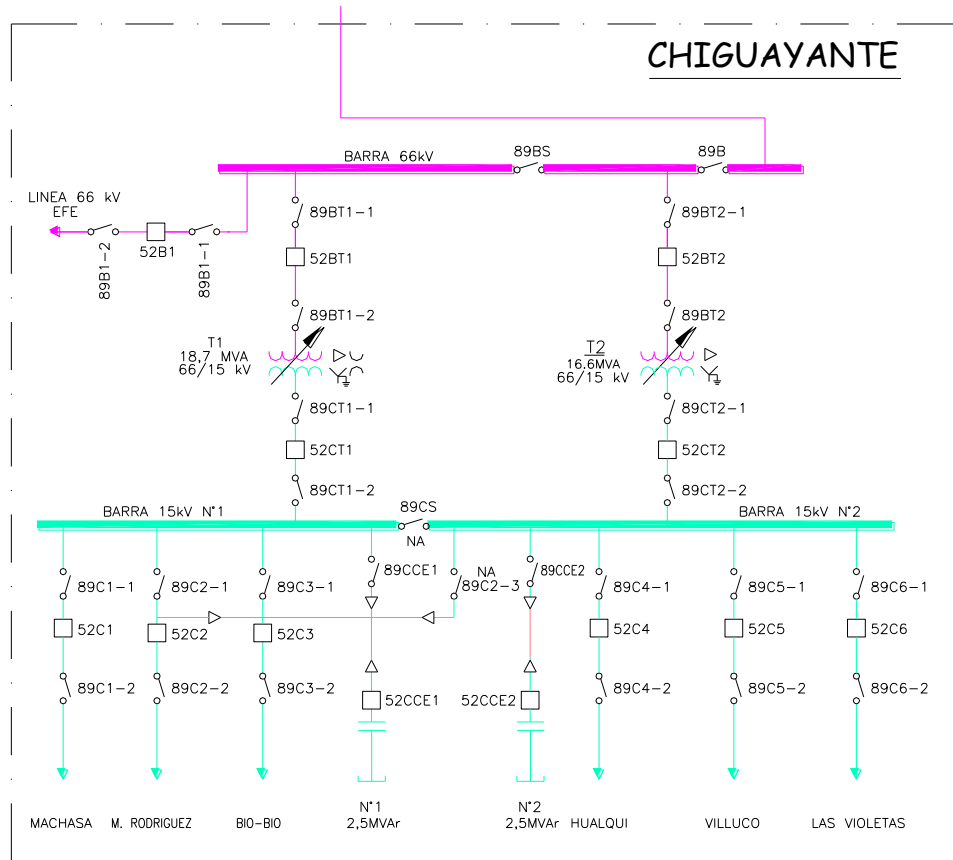 CHIGUAYANTE
BARRA 66kV
89BS
89B
LINEA 66 kV
EFE
89B1-2
52B1
89B1-1
89BT1-1
52BT1
89BT1-2
89BT2-1
52BT2
89BT2
T1
18,7 MVA
66/15 kV
T2
16.6MVA
66/15 kV
89CT1-1
52CT1
89CT1-2
89CT2-1
52CT2
89CT2-2
BARRA 15kV N°1
89CS
NA
BARRA 15kV N°2
89C1-1
89C2-1
89C3-1
89CCE1
NA
89C2-3
89CCE2
89C4-1
89C5-1
89C6-1
52C1
52C2
52C3
52C4
52C5
52C6
89C1-2
89C2-2
89C3-2
52CCE1
52CCE2
89C4-2
89C5-2
89C6-2
MACHASA
M. RODRIGUEZ
BIO-BIO
N°1
2,5MVAr
N°2
2,5MVAr
HUALQUI
VILLUCO
LAS VIOLETAS